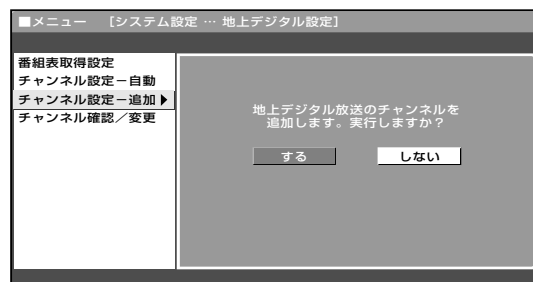 ■メニュー [システム設定 … 地上デジタル設定]
番組表取得設定
チャンネル設定－自動
チャンネル設定－追加▶
チャンネル確認／変更
地上デジタル放送のチャンネルを
追加します。実行しますか？
する
しない